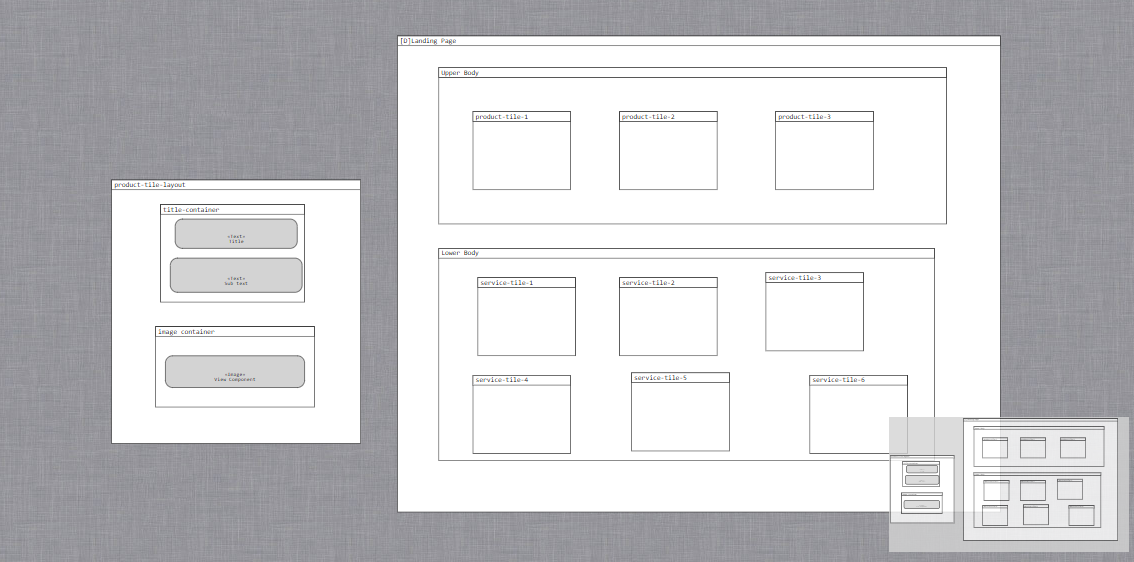 [D]Landing Page
Upper Body
product-tile-1
product-tile-2
product-tile-3
product-tile-layout
title-container
«Text»
Title
«Text»
Sub text
image container
«Image»
View Component
Lower Body
service-tile-1
service-tile-2
service-tile-3
service-tile-4
service-tile-5
service-tile-6